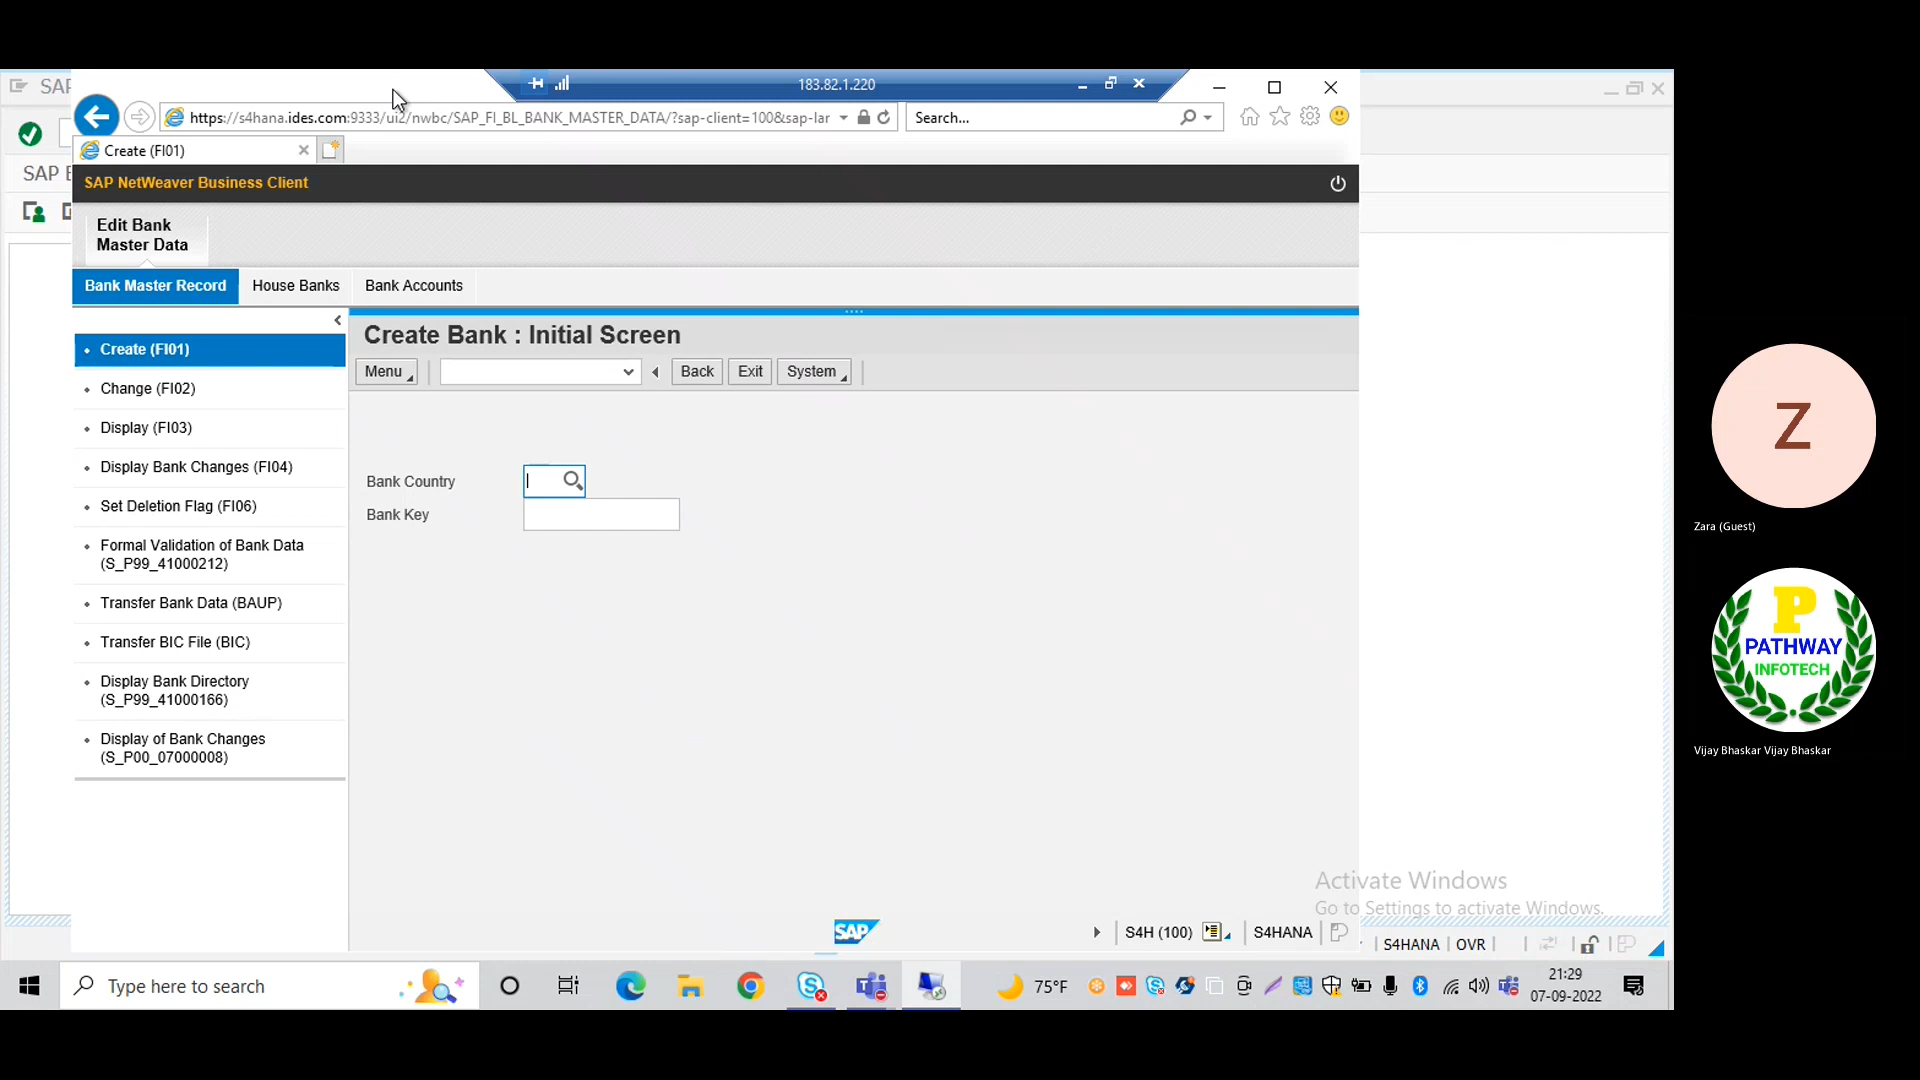 SAP
183.82.1.220
https://s4hana.ides.com:9333/ui2/nwbc/SAP_FI_BL_BANK_MASTER_DATA/?sap-client=100&sap-lar
Search...
Create (FI01)
SAP NetWeaver Business Client
SAP E
Edit Bank
Master Data
Bank Master Record
House Banks
Bank Accounts
Create (FI01)
Change (FI02)
Display (FI03)
Display Bank Changes (FI04)
Set Deletion Flag (FI06)
Formal Validation of Bank Data
(S_P99_41000212)
Transfer Bank Data (BAUP)
Transfer BIC File (BIC)
Display Bank Directory
(S_P99_41000166)
Display of Bank Changes
(S_P00_07000008)
Create Bank : Initial Screen
Menu
Back
Exit
System
Bank Country
Bank Key
Activate Windows
Go to Settings to activate Windows.
SAP
S4H (100)
S4HANA
S4HANA
OVR
Type here to search
75°F
21:29
07-09-2022
Z
Zara (Guest)
P
PATHWAY
INFOTECH
Vijay Bhaskar Vijay Bhaskar